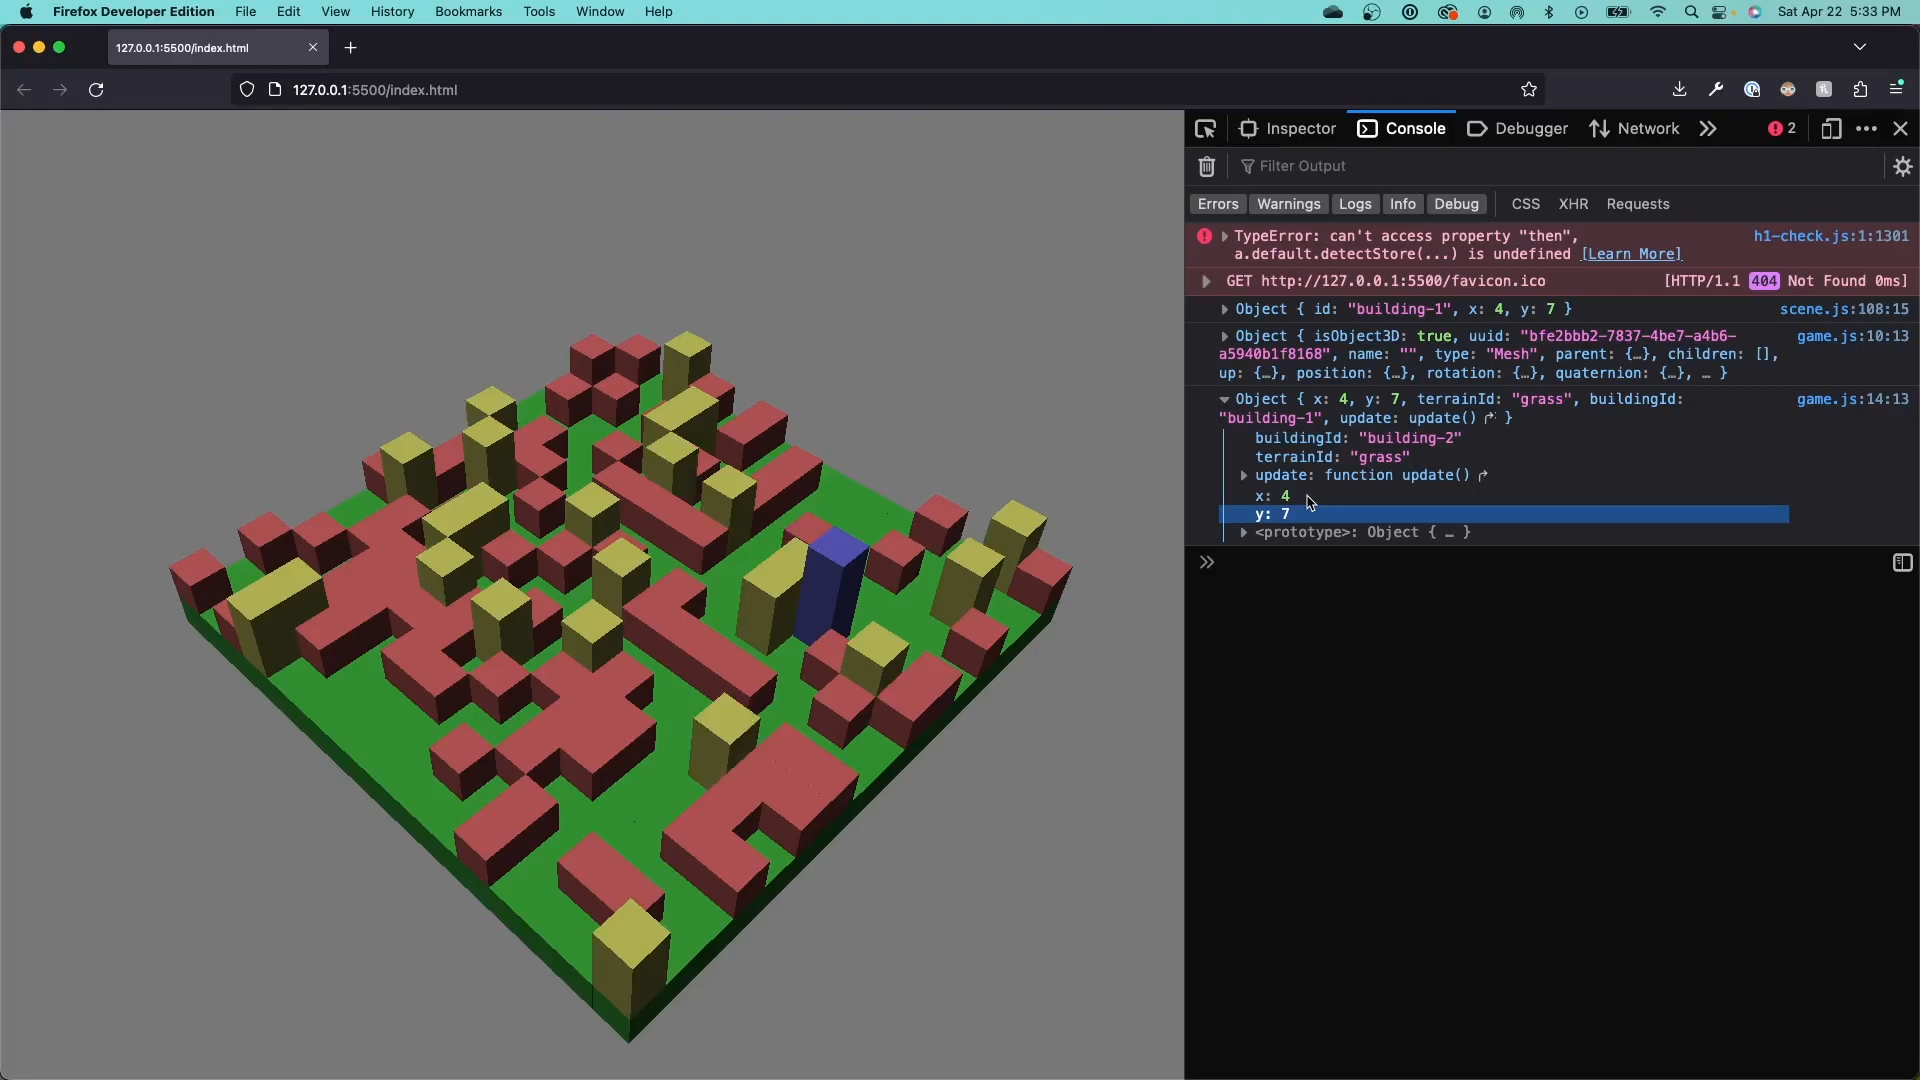 Firefox Developer Edition File Edit View History Bookmarks Tools Window Help Sat Apr 22 5:33 PM
127.0.0.1:5500/index.html
127.0.0.1:5500/index.html
Inspector Console Debugger Network 2
Filter Output
Errors Warnings Logs Info Debug CSS XHR Requests
TypeError: can't access property "then", h1-check.js:1:1301
a.default.detectStore(...) is undefined [Learn More]
GET http://127.0.0.1:5500/favicon.ico [HTTP/1.1 404 Not Found 0ms]
Object { id: "building-1", x: 4, y: 7 } scene.js:108:15
Object { isObject3D: true, uuid: "bfe2bbb2-7837-4be7-a4b6- game.js:10:13
a5940b1f8168", name: "", type: "Mesh", parent: {…}, children: [],
up: {…}, position: {…}, rotation: {…}, quaternion: {…}, … }
Object { x: 4, y: 7, terrainId: "grass", buildingId: game.js:14:13
"building-1", update: update() }
buildingId: "building-2"
terrainId: "grass"
update: function update()
x: 4
y: 7
<prototype>: Object { … }